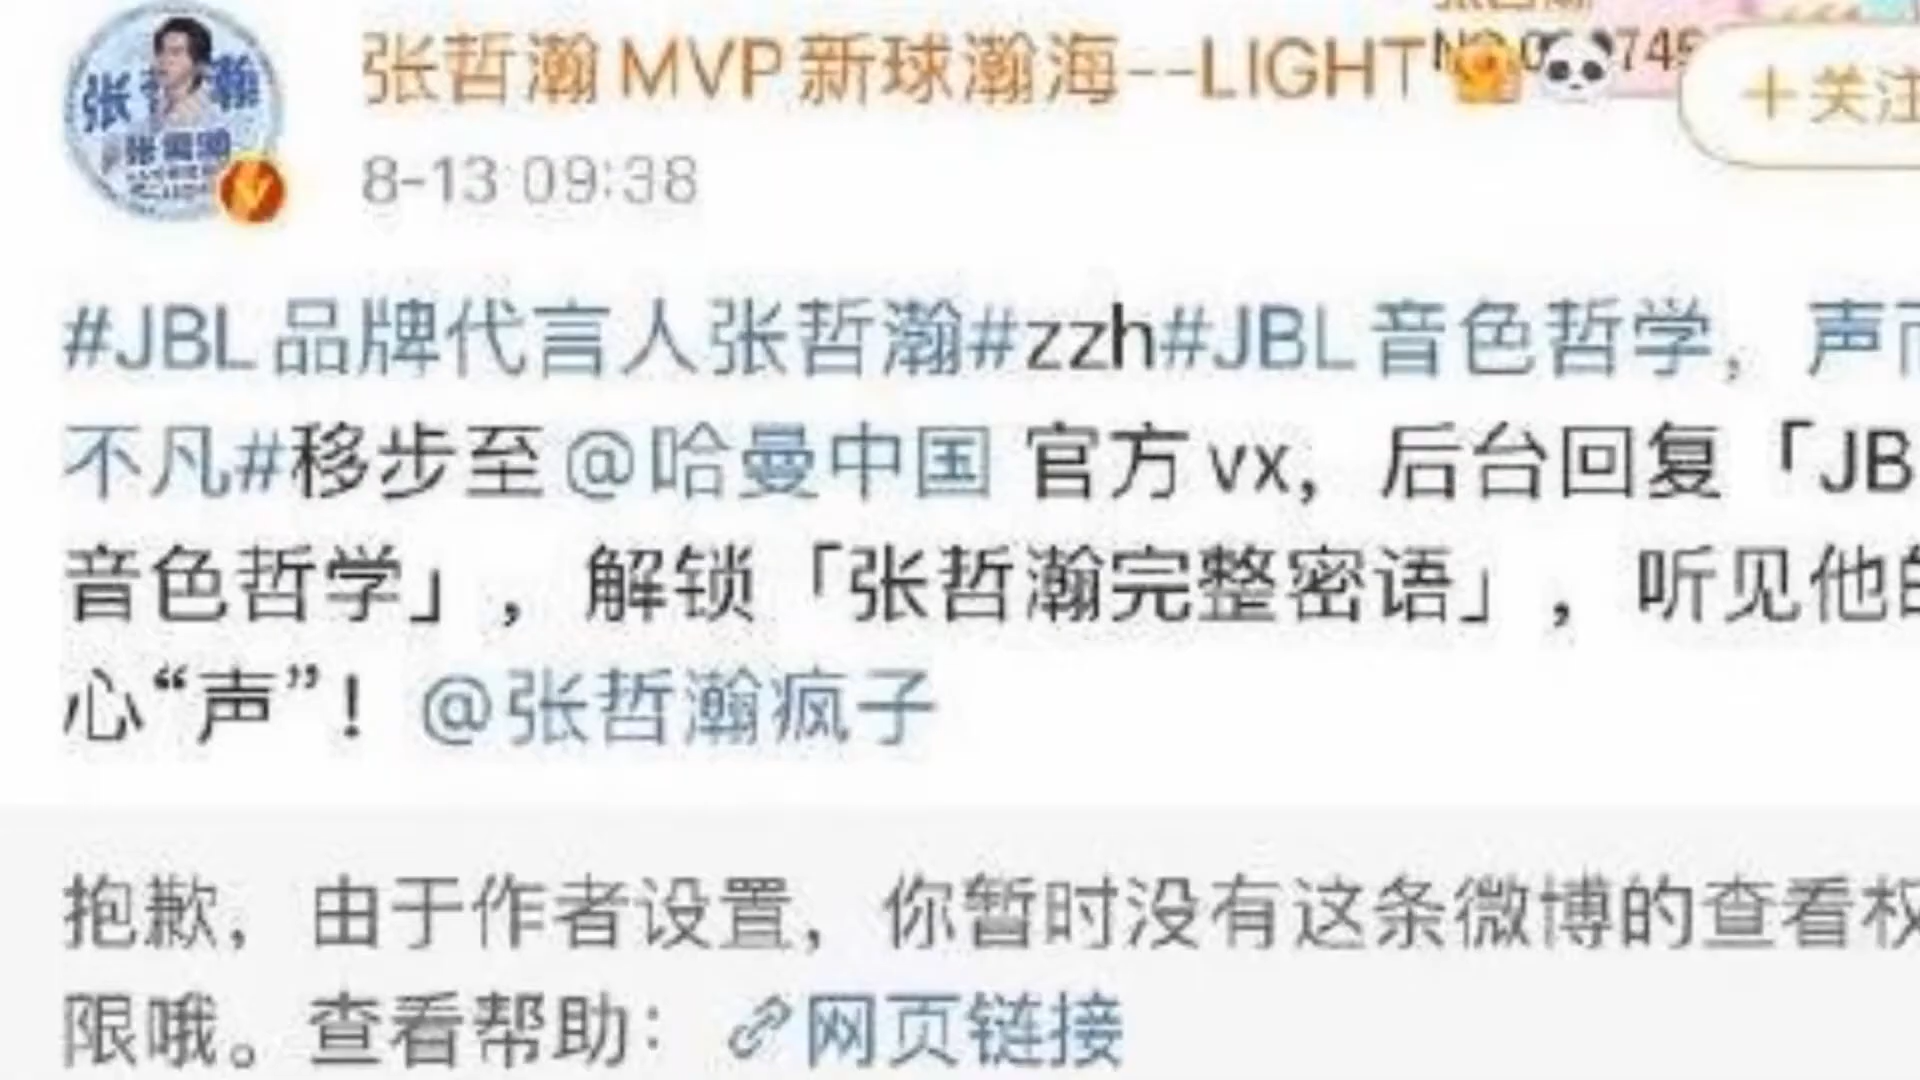 张哲瀚MVP新球瀚海--LIGHT
+关注
8-13 09:38
#JBL品牌代言人张哲瀚#zzh#JBL音色哲学，声而
不凡#移步至@哈曼中国 官方vx，后台回复「JB
音色哲学」，解锁「张哲瀚完整密语」，听见他的
心“声”！ @张哲瀚疯子
抱歉，由于作者设置，你暂时没有这条微博的查看权
限哦。查看帮助：网页链接